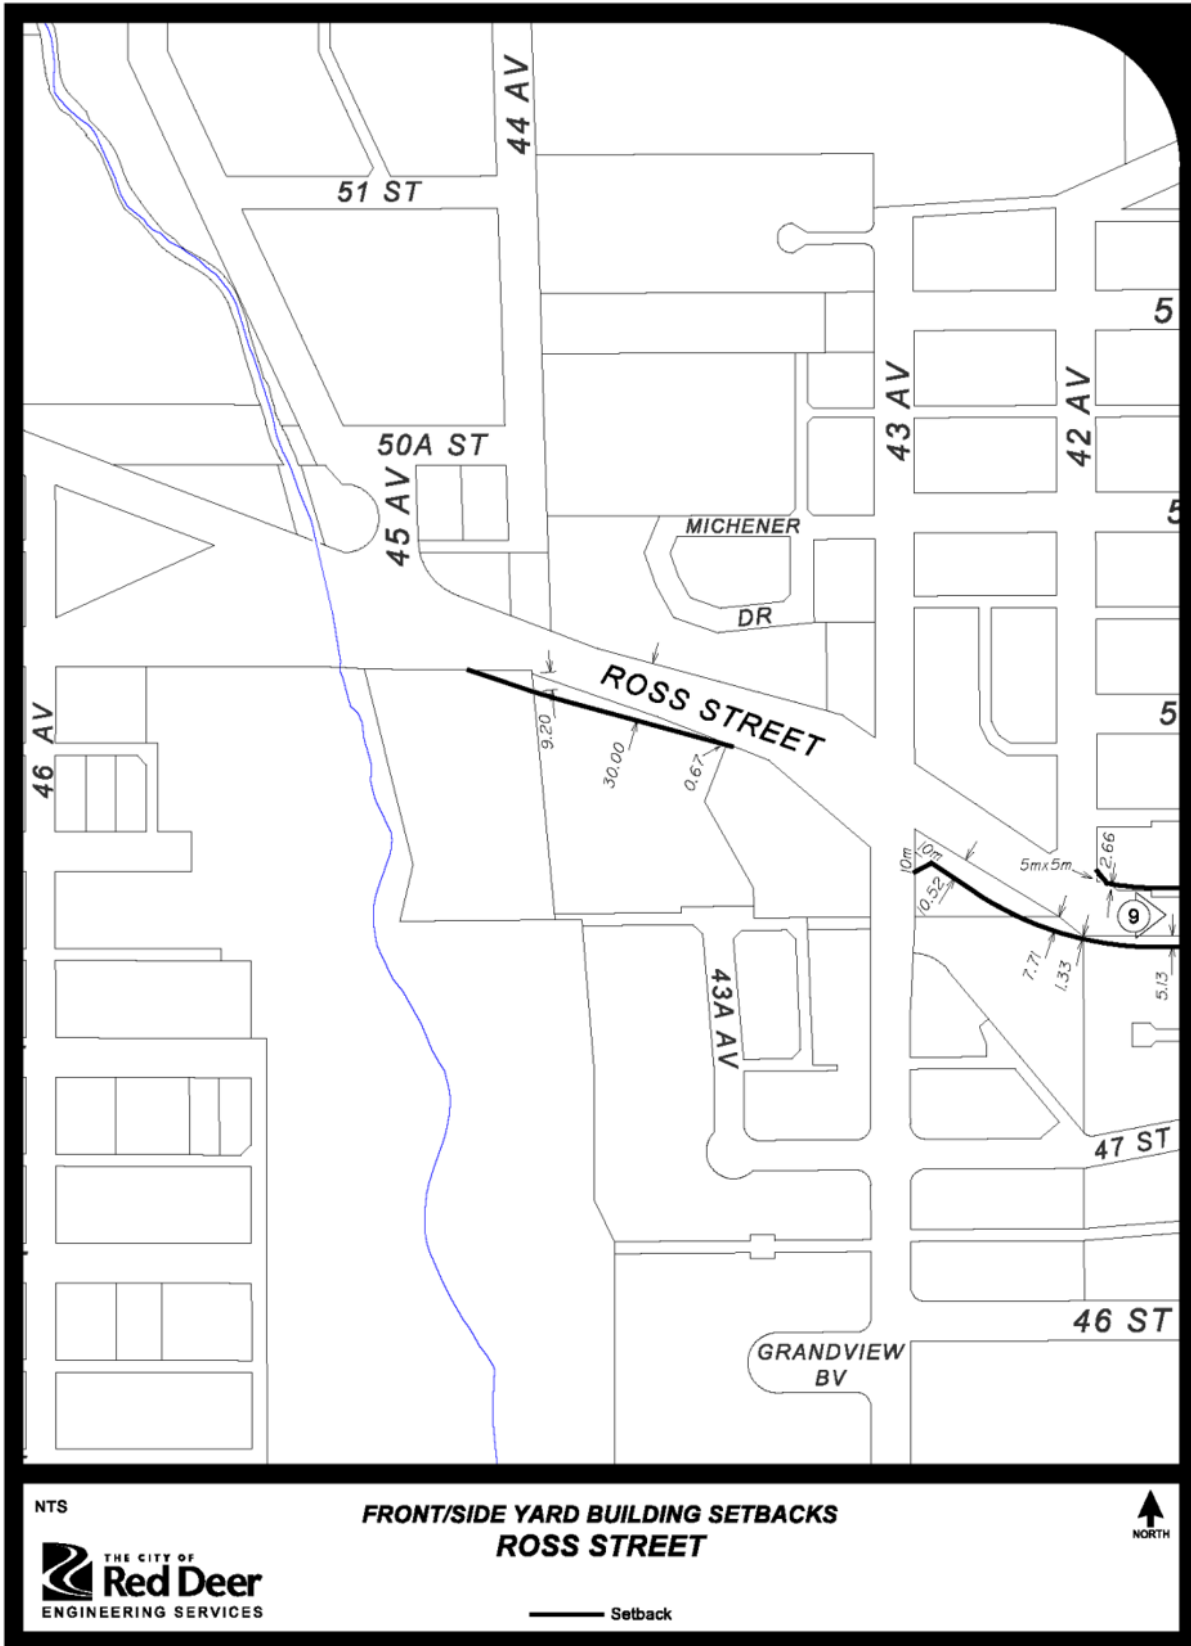 44 AV
51 ST
5
43 AV
42 AV
50A ST
45 AV
5
MICHENER
DR
ROSS STREET
46 AV
9.20
30.00
0.67
5
10m
10m
10.52
5mx5m
2.66
9
7.71
1.33
5.13
43A AV
47 ST
46 ST
GRANDVIEW
BV
NTS
FRONT/SIDE YARD BUILDING SETBACKS
ROSS STREET
NORTH
THE CITY OF
Red Deer
ENGINEERING SERVICES
Setback